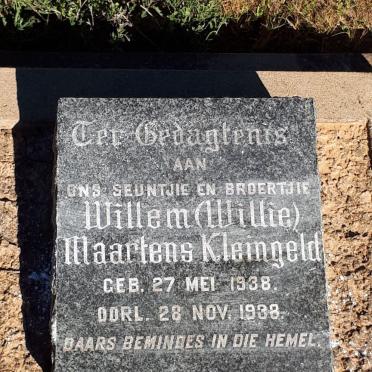 Ter Gedagtenis
AAN
ONS SEUNTJIE EN BROERTJIE
Willem (Willie)
Maartens Kleingeld
GEB. 27 MEI 1938.
OORL. 28 NOV. 1938.
DAARS BEMINDES IN DIE HEMEL.